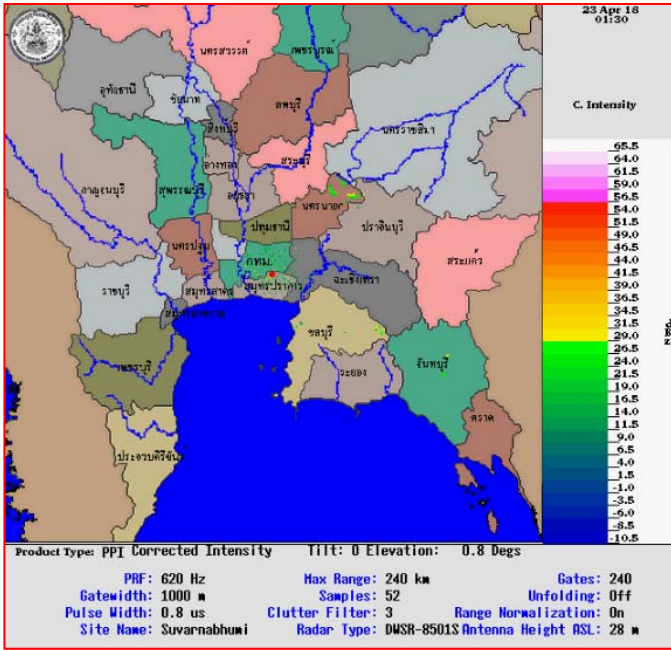 23 Apr 18
01:30
C. Intensity
เพชรบูรณ์
นครสวรรค์
อุทัยธานี
ชัยนาท
ลพบุรี
นครราชสีมา
สิงห์บุรี
อ่างทอง
สระบุรี
กาญจนบุรี
สุพรรณบุรี
อยุธยา
นครนายก
ปราจีนบุรี
ปทุมธานี
นครปฐม
กทม.
สระแก้ว
ฉะเชิงเทรา
ราชบุรี
สมุทรสาคร
สมุทรปราการ
ชลบุรี
เพชรบุรี
จันทบุรี
ระยอง
ตราด
ประจวบคีรีขันธ์
65.5
64.0
61.5
59.0
56.5
54.0
51.5
49.0
46.5
44.0
41.5
39.0
36.5
34.0
31.5
29.0
26.5
24.0
21.5
19.0
16.5
14.0
11.5
9.0
6.5
4.0
1.5
-1.0
-3.5
-6.0
-8.5
-10.5
Product Type: PPI Corrected Intensity Tilt: 0 Elevation: 0.8 Degs
PRF: 620 Hz Max Range: 240 km Gates: 240
Gatewidth: 1000 m Samples: 52 Unfolding: Off
Pulse Width: 0.8 us Clutter Filter: 3 Range Normalization: On
Site Name: Suvarnabhumi Radar Type: DWSR-8501S Antenna Height ASL: 28 m